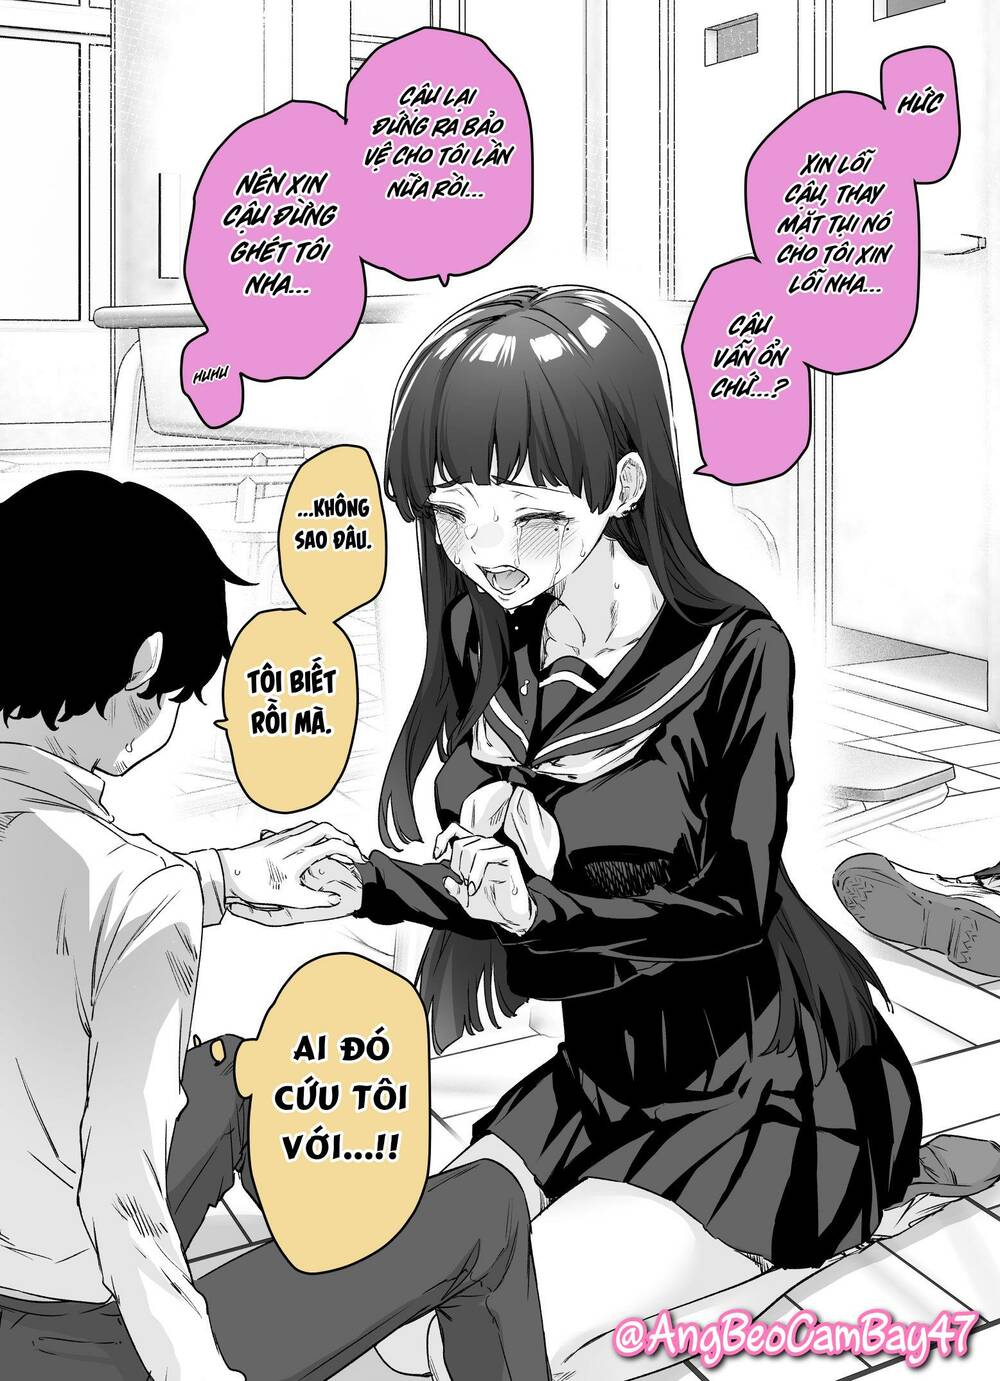 HỨC
XIN LỖI
CẬU, THAY
MẶT TỤI NÓ
CHO TÔI XIN
LỖI NHA...
CẬU
VẪN ỔN
CHỨ...?
CẬU LẠI
ĐỨNG RA BẢO
VỆ CHO TÔI LẦN
NỮA RỒI...
NÊN XIN
CẬU ĐỪNG
GHÉT TÔI
NHA...
HUHU
...KHÔNG
SAO ĐÂU.
TÔI BIẾT
RỒI MÀ.
AI ĐÓ
CỨU TÔI
VỚI...!!
@AngBeoCamBay47